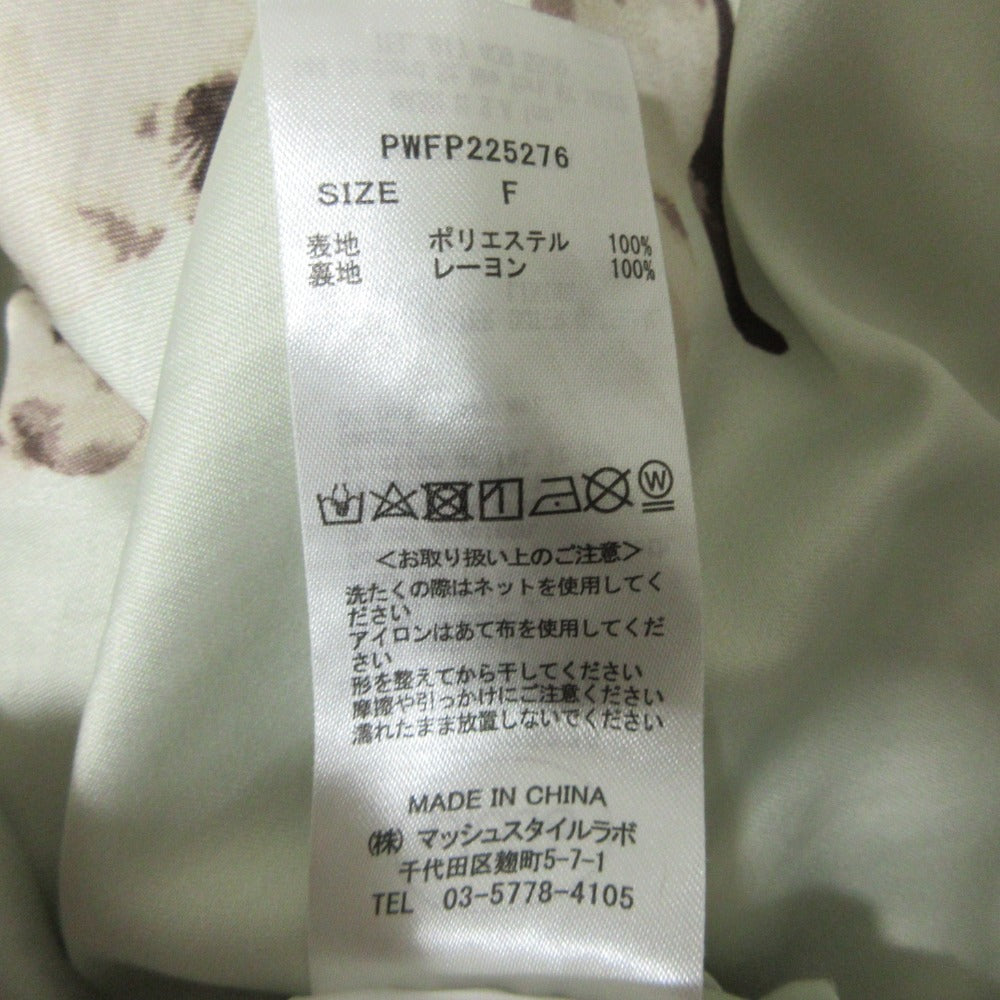 PWFP225276
SIZE F
表地 ポリエステル 100%
裏地 レーヨン 100%
W
<お取り扱い上のご注意>
洗たくの際はネットを使用してく
ださい
アイロンはあて布を使用してくだ
さい
形を整えてから干してください
摩擦や引っかけにご注意ください
濡れたまま放置しないでください
MADE IN CHINA
(株) マッシュスタイルラボ
千代田区麹町5-7-1
TEL 03-5778-4105